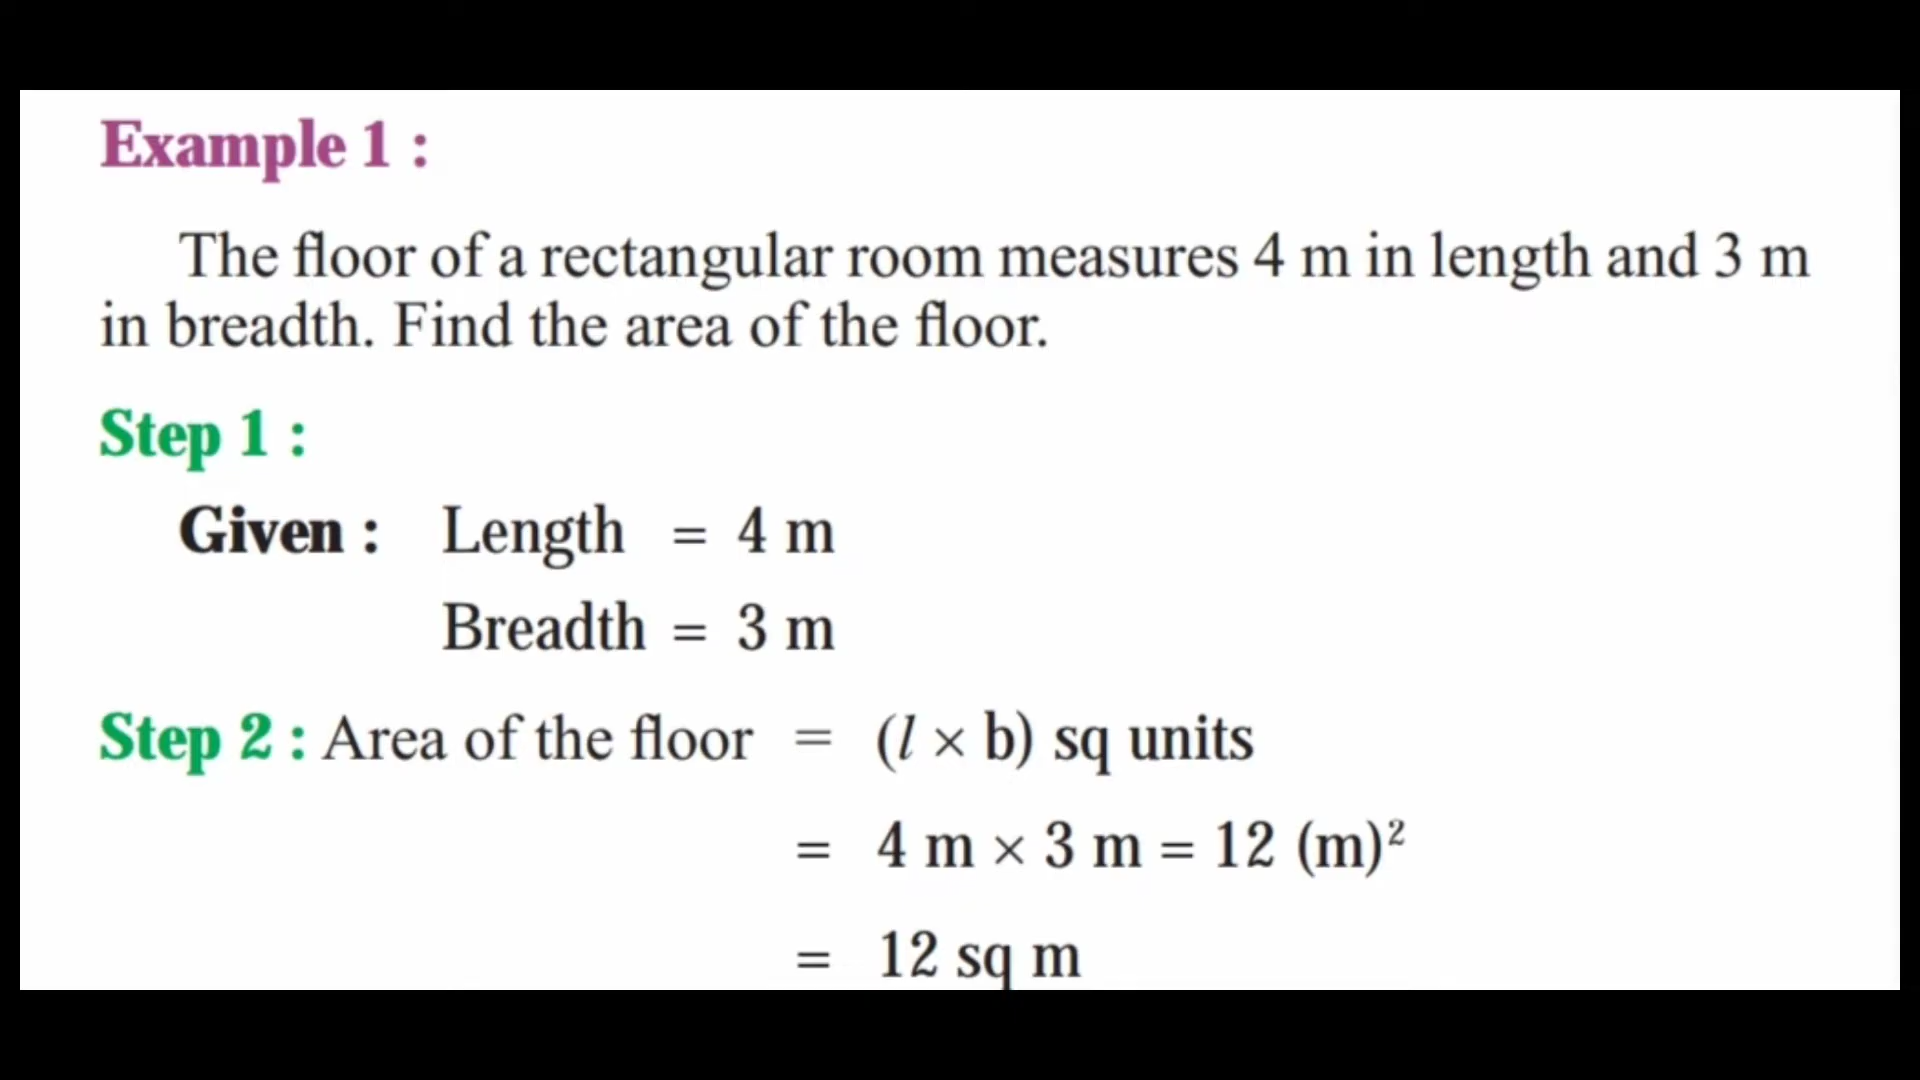 Example 1 :
The floor of a rectangular room measures 4 m in length and 3 m
in breadth. Find the area of the floor.
Step 1 :
Given : Length = 4 m
Breadth = 3 m
Step 2 : Area of the floor = (l × b) sq units
= 4 m × 3 m = 12 (m)²
= 12 sq m